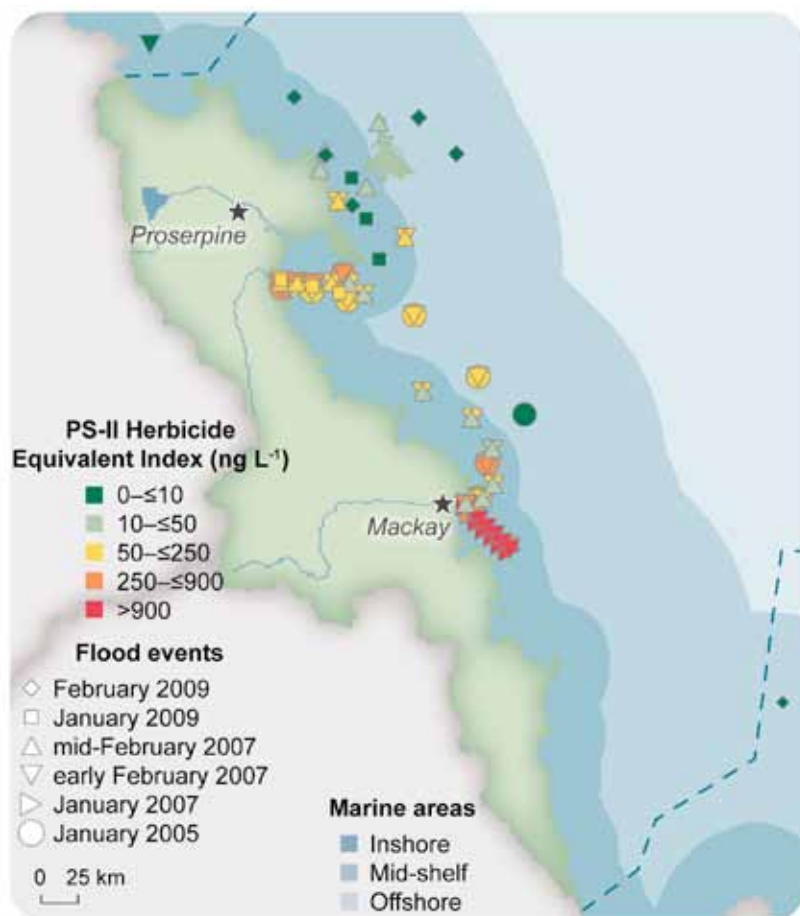 Proserpine
PS-II Herbicide
Equivalent Index (ng L-1)
0–≤10
10–≤50
50–≤250
250–≤900
>900
Mackay
Flood events
February 2009
January 2009
mid-February 2007
early February 2007
January 2007
January 2005
0 25 km
Marine areas
Inshore
Mid-shelf
Offshore